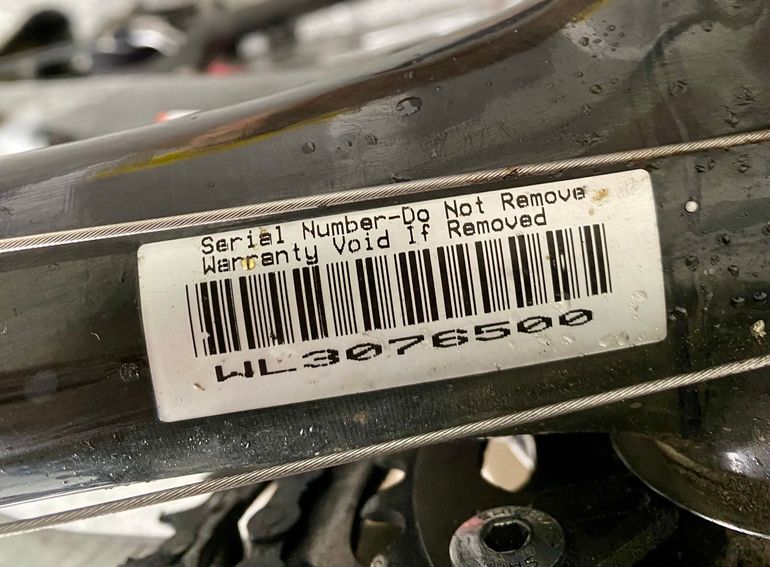 Serial Number-Do Not Remove
Warranty Void If Removed
WL3076500